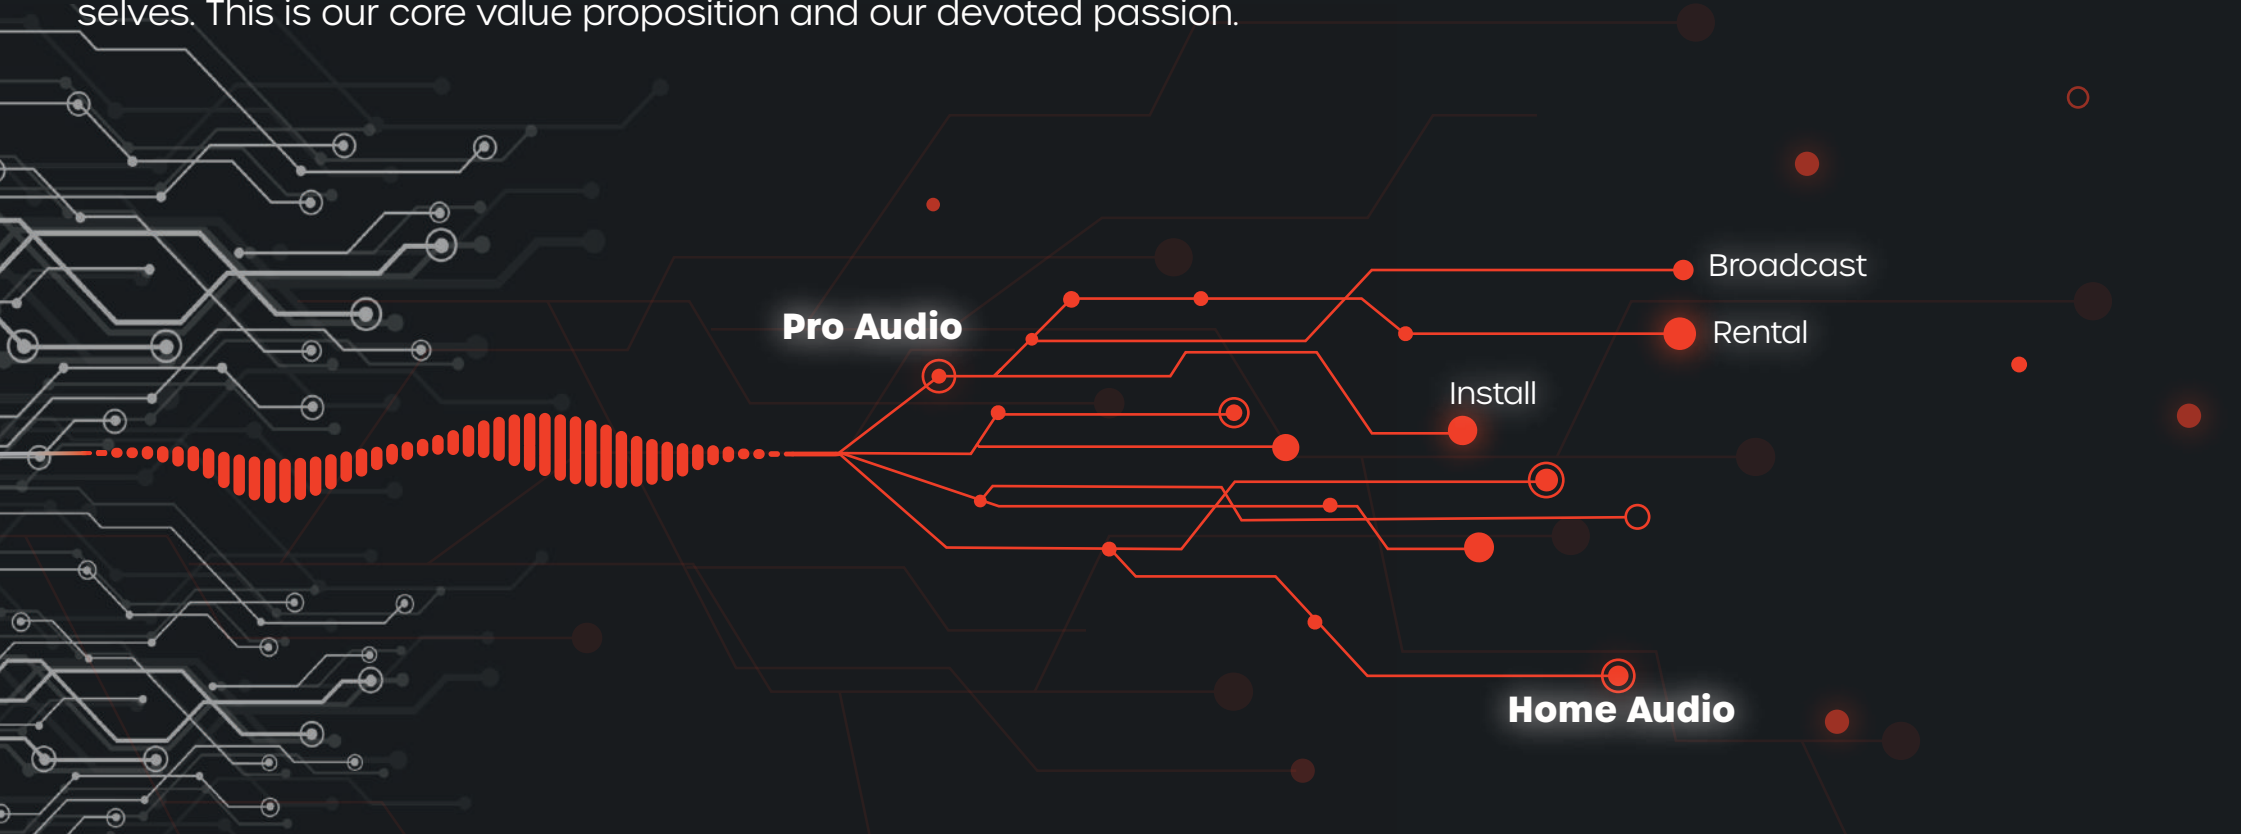 selves. This is our core value proposition and our devoted passion.
Broadcast
Pro Audio
Rental
Install
Home Audio